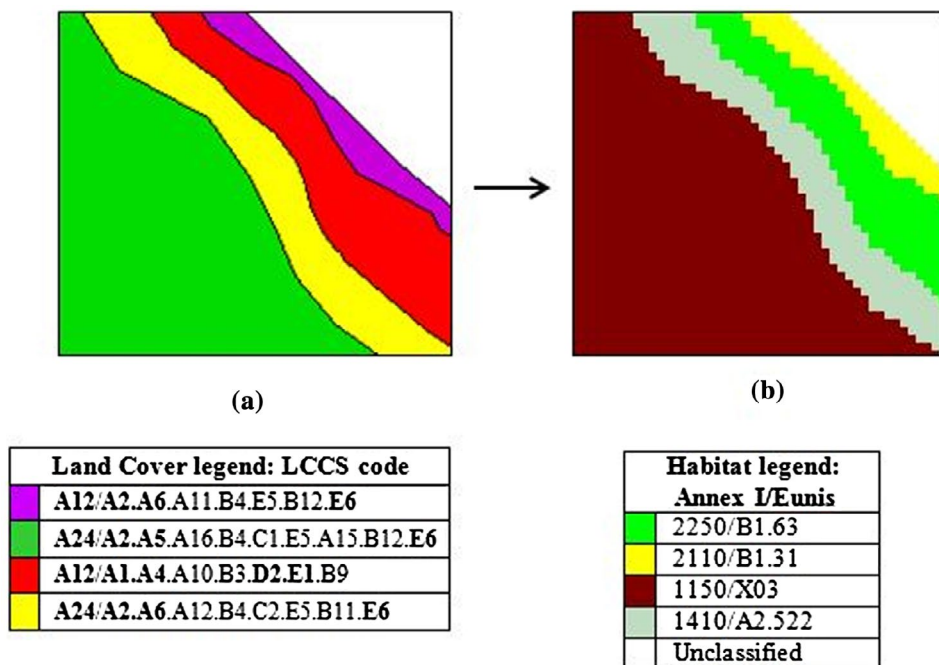 (a)
(b)
Land Cover legend: LCCS code
A12/A2.A6.A11.B4.E5.B12.E6
A24/A2.A5.A16.B4.C1.E5.A15.B12.E6
A12/A1.A4.A10.B3.D2.E1.B9
A24/A2.A6.A12.B4.C2.E5.B11.E6
Habitat legend:
Annex I/Eunis
2250/B1.63
2110/B1.31
1150/X03
1410/A2.522
Unclassified